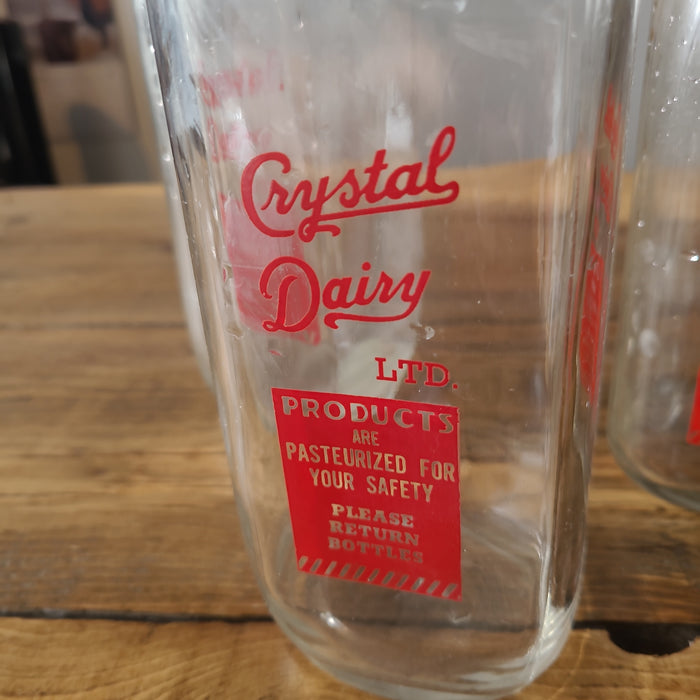 Crystal
Dairy
LTD.
PRODUCTS
ARE
PASTEURIZED FOR
YOUR SAFETY
PLEASE
RETURN
BOTTLES